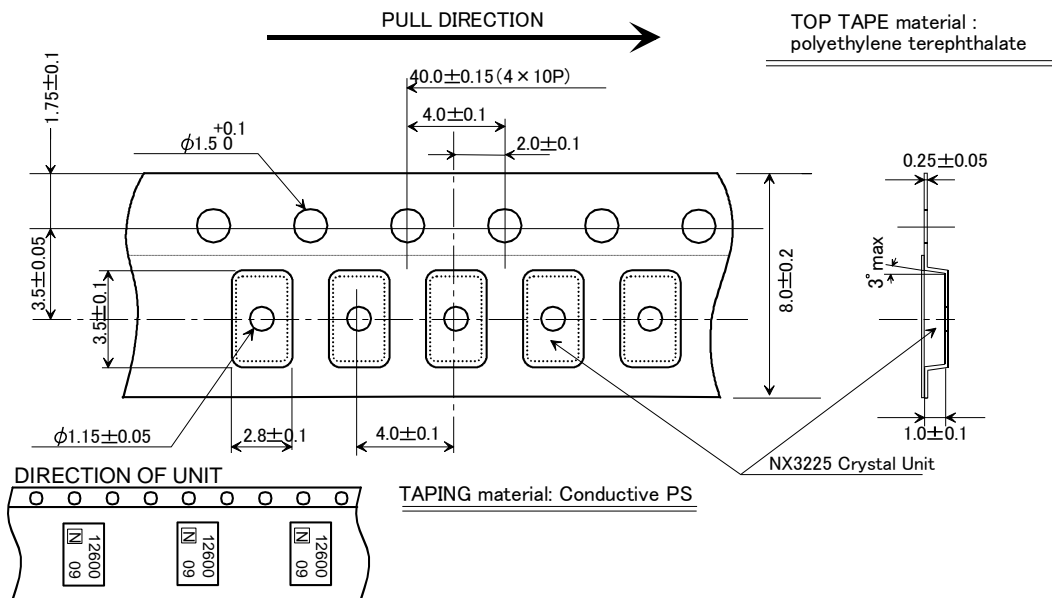 PULL DIRECTION
TOP TAPE material :
polyethylene terephthalate
1.75±0.1
40.0±0.15(4×10P)
4.0±0.1
+0.1
φ1.5 0
2.0±0.1
0.25±0.05
3.5±0.05
3.5±0.1
8.0±0.2
3°max
φ1.15±0.05
2.8±0.1
4.0±0.1
1.0±0.1
NX3225 Crystal Unit
DIRECTION OF UNIT
TAPING material: Conductive PS
12600
N 09
12600
N 09
12600
N 09